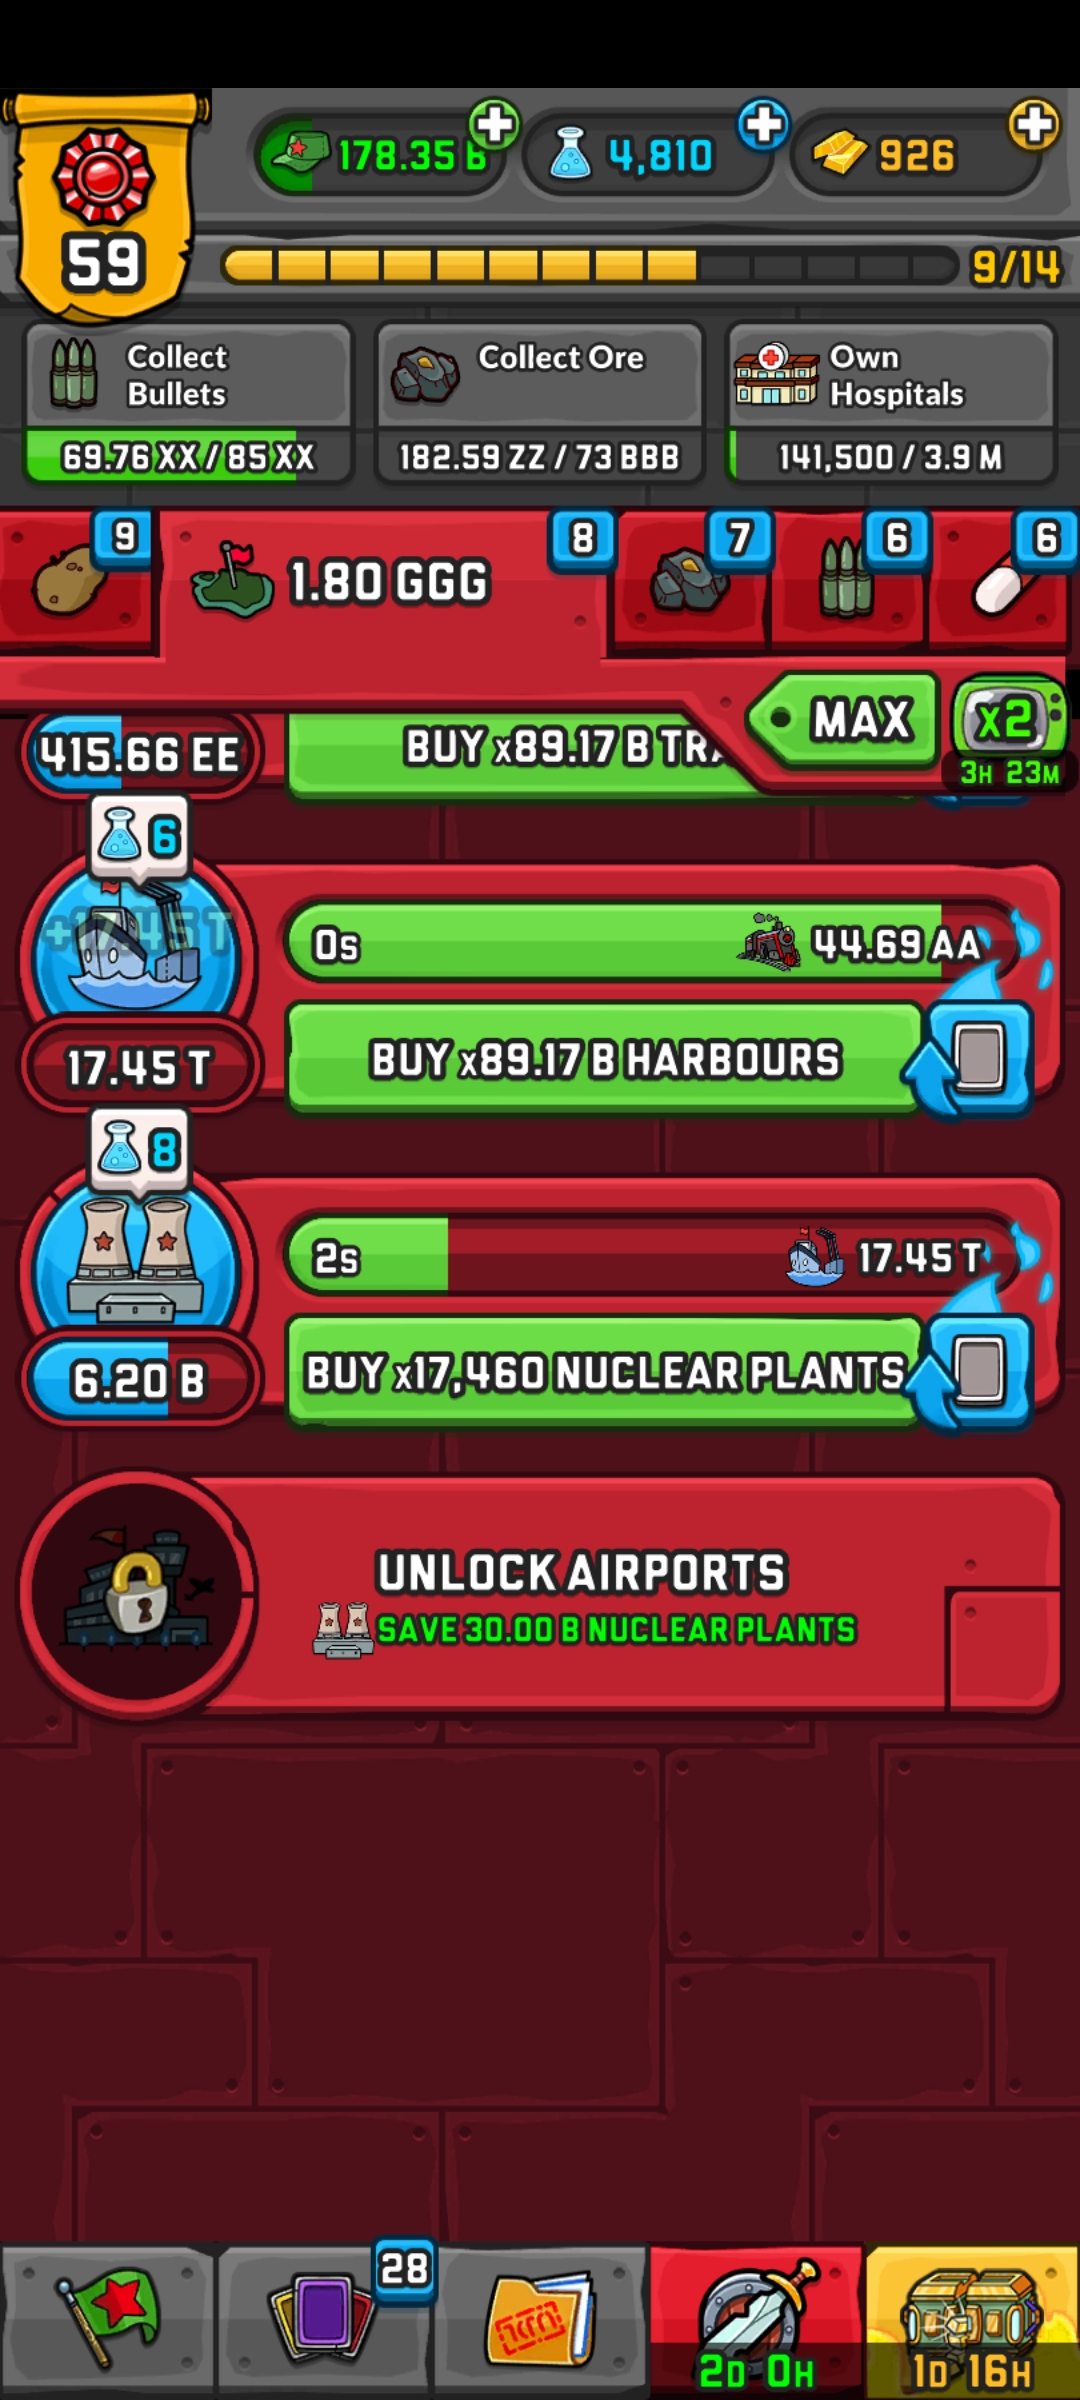 178.35 B
4,810
926
59
9/14
Collect
Bullets
69.76 XX / 85 XX
Collect Ore
182.59 ZZ / 73 BBB
Own
Hospitals
141,500 / 3.9 M
9
1.80 GGG
8
7
6
6
MAX
x2
3H 23M
415.66 EE
BUY x89.17 B TRA
6
+17.45 T
0s
44.69 AA
17.45 T
BUY x89.17 B HARBOURS
8
2s
17.45 T
6.20 B
BUY x17,460 NUCLEAR PLANTS
UNLOCK AIRPORTS
SAVE 30.00 B NUCLEAR PLANTS
28
2D 0H
1D 16H